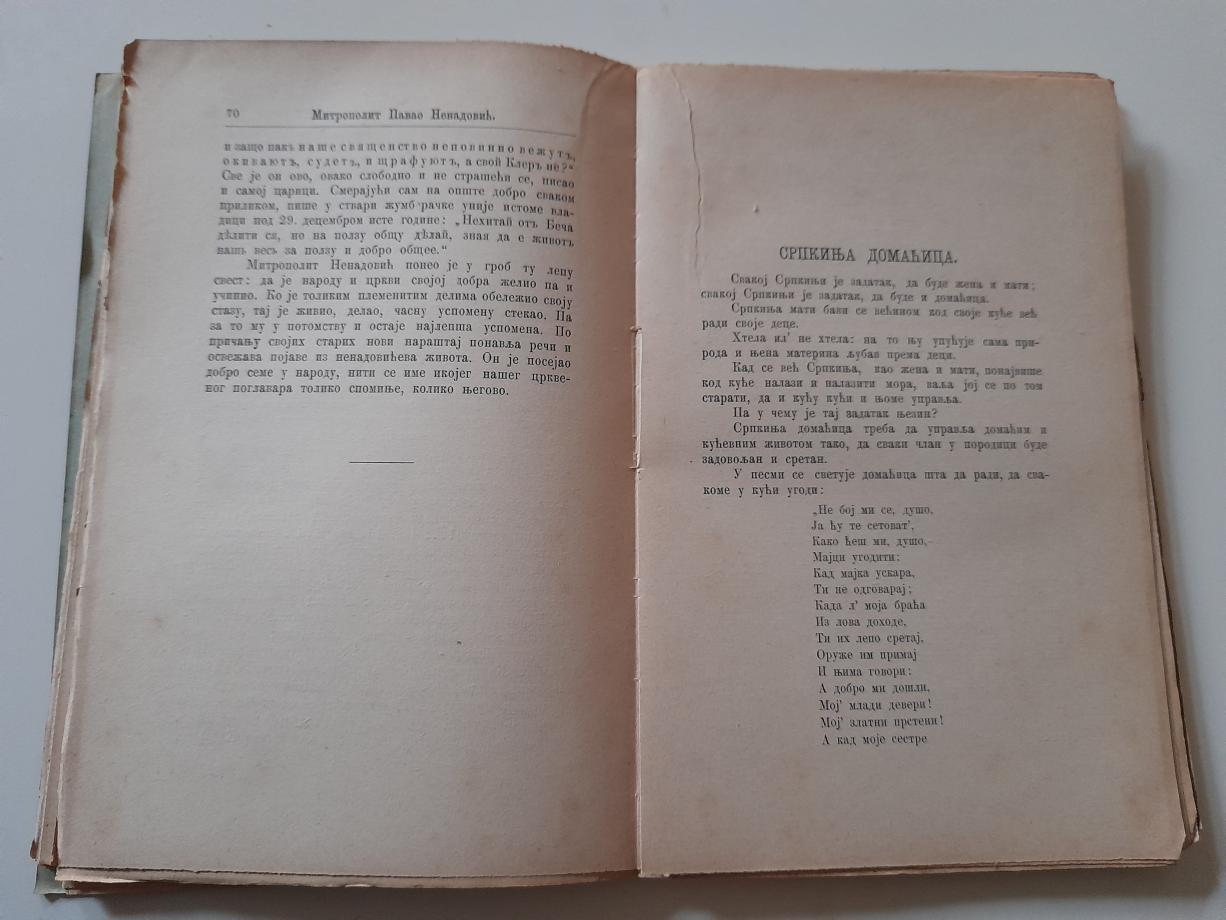 70 Митрополит Павао Ненадовић.
и защо пакъ наше священство неповинно вежутъ,
окиваютъ, судетъ, и щрафуютъ, а свой Клеръ не?“
Све је он ово, овако слободно и не страшећи се, писао
и самој царици. Смерајући сам на опште добро сваком
приликом, пише у ствари жумберачке уније истоме вла-
дици под 29. децембром исте године: „Нехитай отъ Беча
дѣлити ся, но на ползу общу дѣлай, зная да е животъ
вашъ весь за ползу и добро общее.“
Митрополит Ненадовић понео је у гроб ту лепу
свест: да је народу и цркви својој добра желио па и
учинио. Ко је толиким племенитим делима обележио своју
стазу, тај је живио, делао, часну успомену стекао. Па
за то му у потомству и остаје најлепша успомена. По
причању својих старих нови нараштај понавља речи и
освежава појаве из ненадовићева живота. Он је посејао
добро семе у народу, нити се име икојег нашег цркве-
ног поглавара толико спомиње, колико његово.
СРПКИЊА ДОМАЋИЦА.
Свакој Српкињи је задатак, да буде жена и мати;
свакој Српкињи је задатак, да буде и домаћица.
Српкиња мати бави се већином код своје куће већ
ради своје деце.
Хтела ил’ не хтела: на то њу упућује сама при-
рода и њена материна љубав према деци.
Кад се већ Српкиња, као жена и мати, понајвише
код куће налази и налазити мора, ваља јој се по том
старати, да и кућу кући и њоме управља.
Па у чему је тај задатак њезин?
Српкиња домаћица треба да управља домаћим и
кућевним животом тако, да сваки члан у породици буде
задовољан и сретан.
У песми се светује домаћица шта да ради, да сва-
коме у кући угоди:
„Не бој ми се, душо,
Ја ћу те сетоват’,
Како ћеш ми, душо,
Мајци угодити:
Кад мајка ускара,
Ти не одговарај;
Када л’ моја браћа
Из лова доходе,
Ти их лепо сретај,
Оружје им примај
И њима говори:
А добро ми дошли,
Мој’ млади девери!
Мој’ златни прстени!
А кад моје сестре